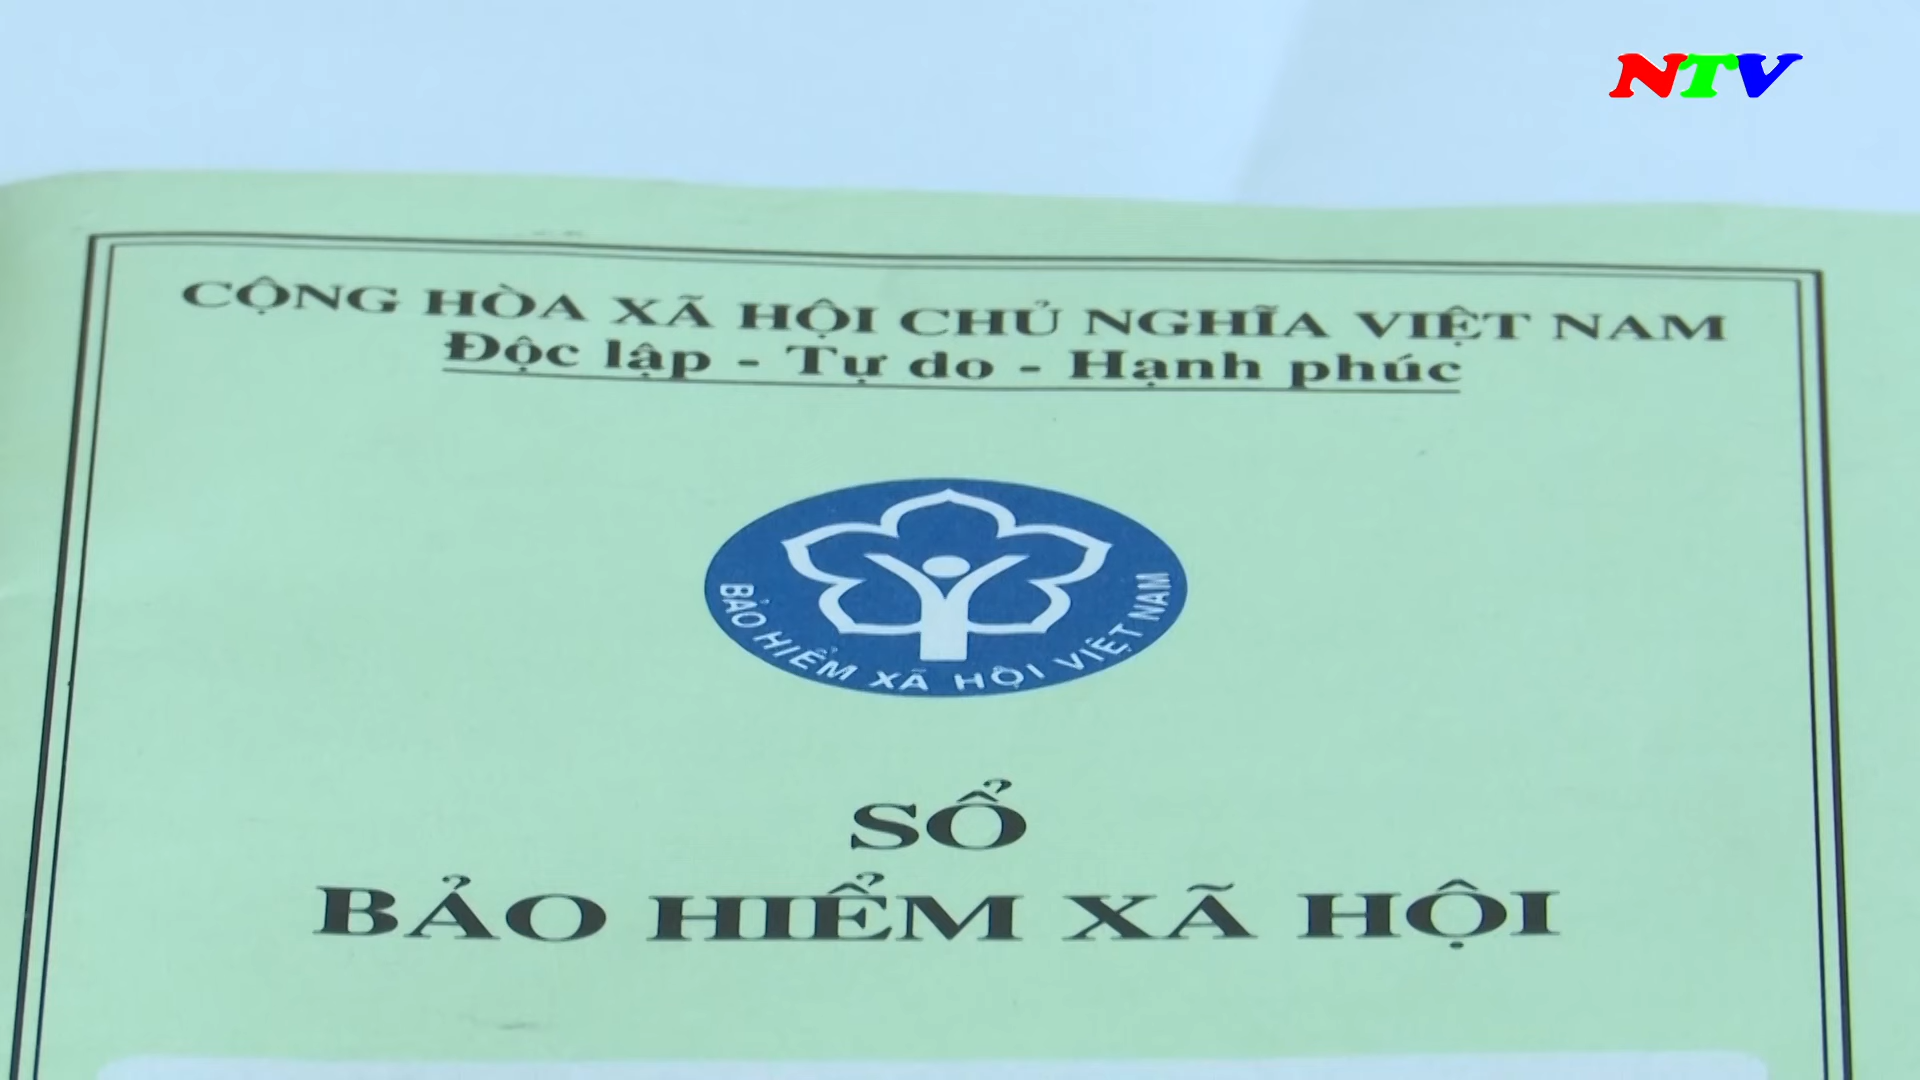 NTV
CỘNG HÒA XÃ HỘI CHỦ NGHĨA VIỆT NAM
Độc lập - Tự do - Hạnh phúc
BẢO HIỂM XÃ HỘI VIỆT NAM
SỔ
BẢO HIỂM XÃ HỘI